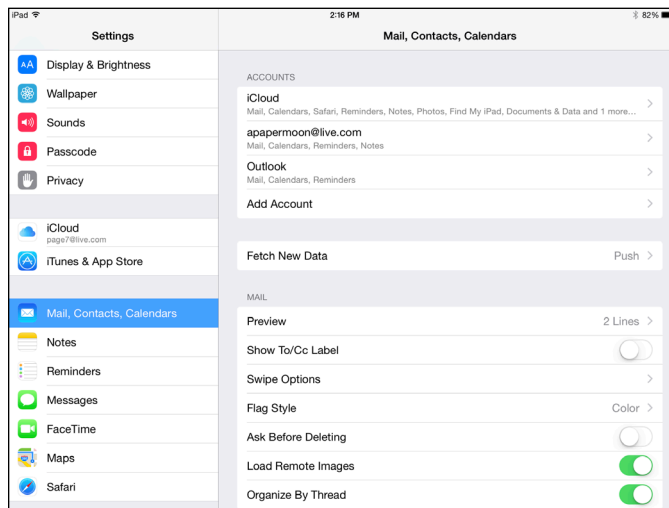 iPad 2:16 PM 82%
Settings
Mail, Contacts, Calendars
Display & Brightness
Wallpaper
Sounds
Passcode
Privacy
iCloud
page7@live.com
iTunes & App Store
Mail, Contacts, Calendars
Notes
Reminders
Messages
FaceTime
Maps
Safari
ACCOUNTS
iCloud
Mail, Calendars, Safari, Reminders, Notes, Photos, Find My iPad, Documents & Data and 1 more...
apapermoon@live.com
Mail, Calendars, Reminders, Notes
Outlook
Mail, Calendars, Reminders
Add Account
Fetch New Data Push
MAIL
Preview 2 Lines
Show To/Cc Label
Swipe Options
Flag Style Color
Ask Before Deleting
Load Remote Images
Organize By Thread